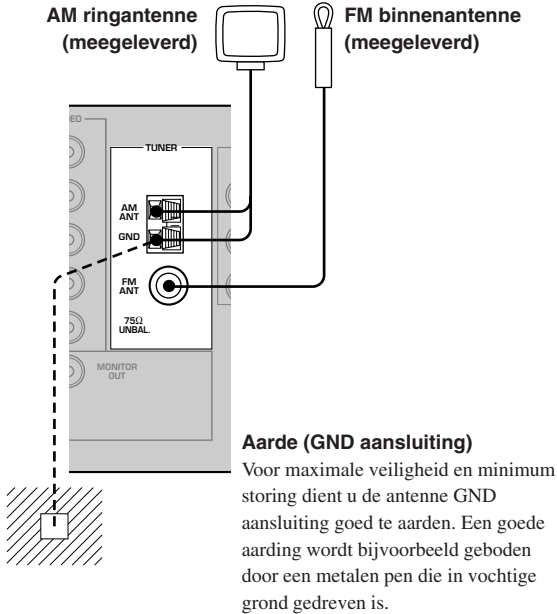 AM ringantenne
(meegeleverd)
FM binnenantenne
(meegeleverd)
TUNER
AM
ANT
GND
FM
ANT
75Ω
UNBAL.
MONITOR
OUT
Aarde (GND aansluiting)
Voor maximale veiligheid en minimum
storing dient u de antenne GND
aansluiting goed te aarden. Een goede
aarding wordt bijvoorbeeld geboden
door een metalen pen die in vochtige
grond gedreven is.